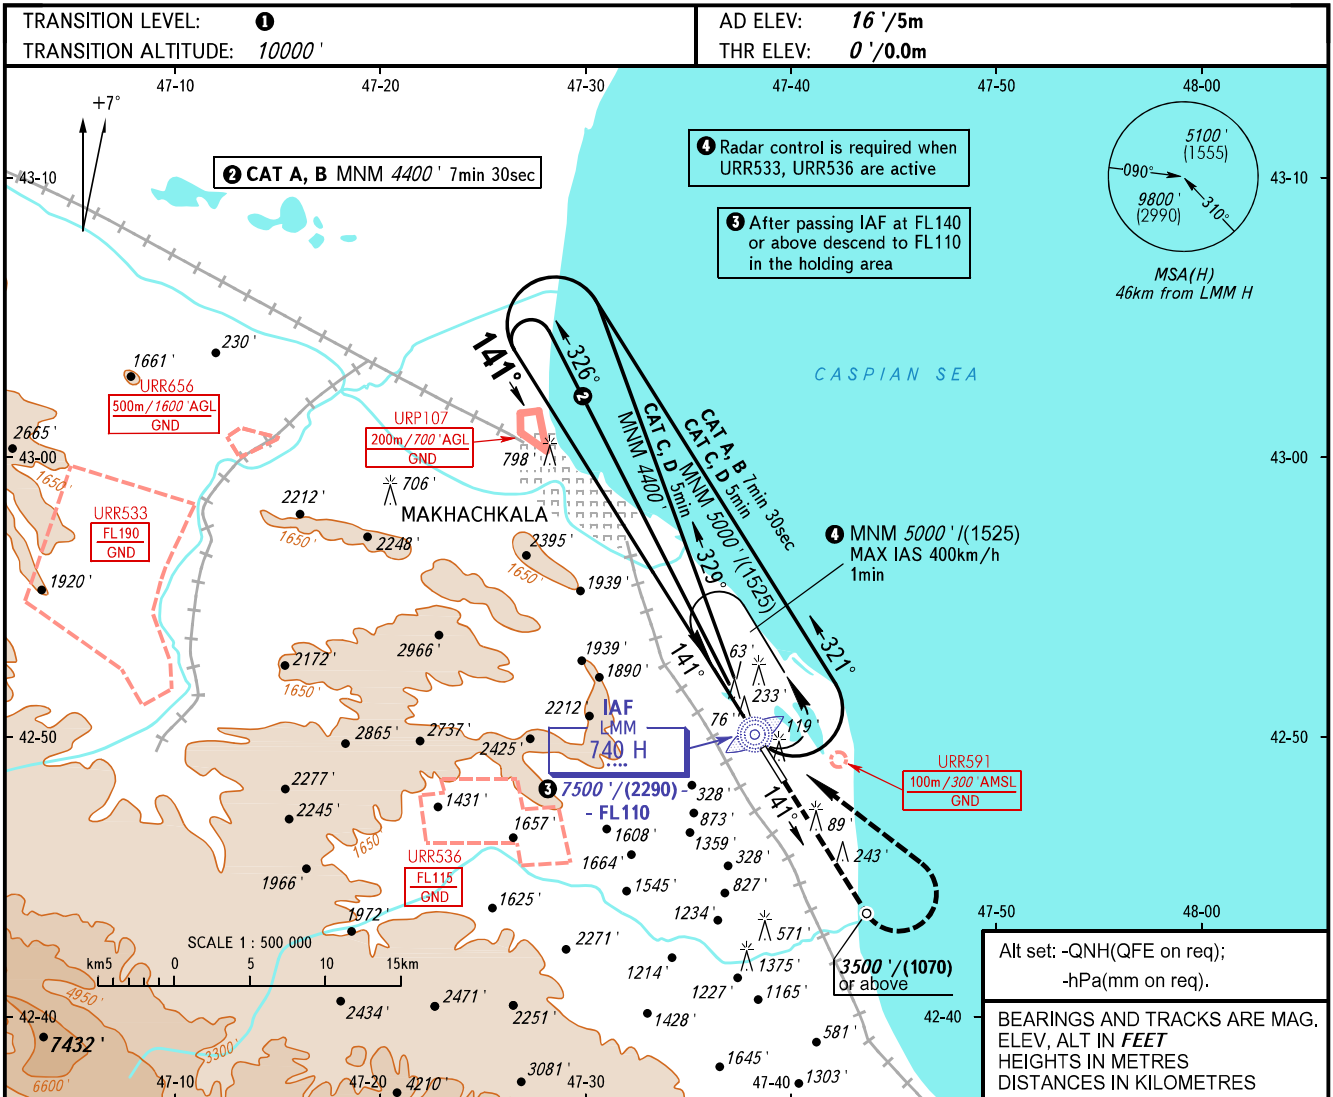 TRANSITION LEVEL: ❶
TRANSITION ALTITUDE: 10000 '
AD ELEV: 16 '/5m
THR ELEV: 0 '/0.0m
47-10
47-20
47-30
47-40
47-50
48-00
+7°
❷ CAT A, B MNM 4400 ' 7min 30sec
❹ Radar control is required when
URR533, URR536 are active
❸ After passing IAF at FL140
or above descend to FL110
in the holding area
5100 '
(1555)
090°
9800 '
(2990)
310°
MSA(H)
46km from LMM H
43-10
43-10
CASPIAN SEA
230 '
1661 '
URR656
500m/1600 'AGL
GND
141°
326°
❷
URP107
200m/700 'AGL
GND
798 '
706 '
MAKHACHKALA
CAT C, D 5min
MNM 4400 '
CAT A, B 7min 30sec
CAT C, D 5min
MNM 5000 '/(1525)
2665 '
43-00
43-00
1650 '
URR533
FL190
GND
2212 '
1650 '
2248 '
2395 '
1650 '
1939 '
1920 '
❹ MNM 5000 '/(1525)
MAX IAS 400km/h
1min
329°
321°
141°
63 '
233 '
76 '
119 '
2966 '
2172 '
1650 '
1939 '
1890 '
2212 '
IAF
LMM
740 H
2865 '
2737 '
2425 '
42-50
42-50
❸ 7500 '/(2290) -
- FL110
URR591
100m/300 'AMSL
GND
2277 '
2245 '
1431 '
1657 '
1650 '
1966 '
URR536
FL115
GND
1608 '
1664 '
1545 '
328 '
873 '
1359 '
328 '
827 '
1234 '
141°
89 '
243 '
1625 '
1972 '
2271 '
571 '
1375 '
1214 '
1227 '
1165 '
3500 '/(1070)
or above
47-50
48-00
SCALE 1 : 500 000
km5 0 5 10 15km
4950 '
42-40
42-40
7432 '
3300 '
6600 '
2434 '
2471 '
2251 '
1428 '
581 '
1645 '
1303 '
3081 '
4210 '
47-10
47-20
47-30
47-40
Alt set: -QNH(QFE on req);
-hPa(mm on req).
BEARINGS AND TRACKS ARE MAG.
ELEV, ALT IN FEET
HEIGHTS IN METRES
DISTANCES IN KILOMETRES